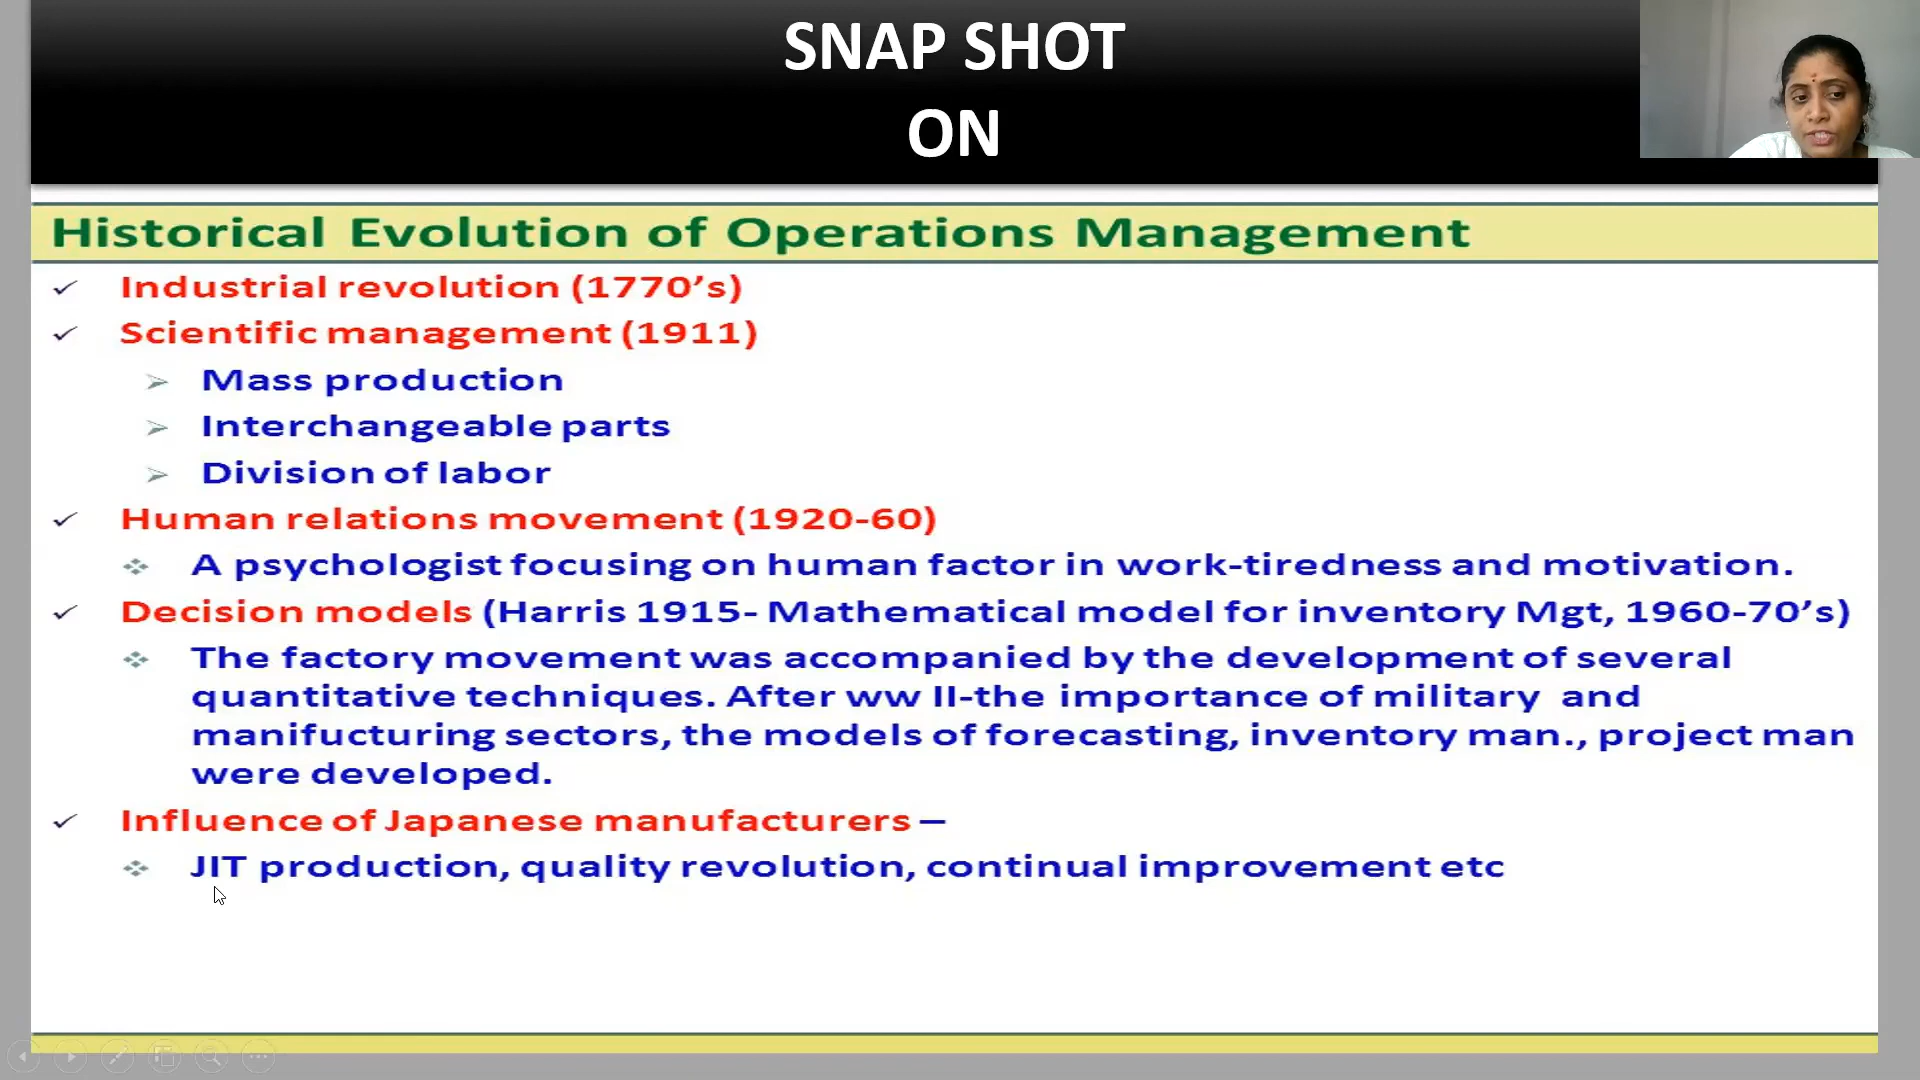 SNAP SHOT
ON
Historical Evolution of Operations Management
Industrial revolution (1770’s)
Scientific management (1911)
Mass production
Interchangeable parts
Division of labor
Human relations movement (1920-60)
A psychologist focusing on human factor in work-tiredness and motivation.
Decision models (Harris 1915- Mathematical model for inventory Mgt, 1960-70’s)
The factory movement was accompanied by the development of several
quantitative techniques. After ww II-the importance of military and
manifucturing sectors, the models of forecasting, inventory man., project man
were developed.
Influence of Japanese manufacturers –
JIT production, quality revolution, continual improvement etc